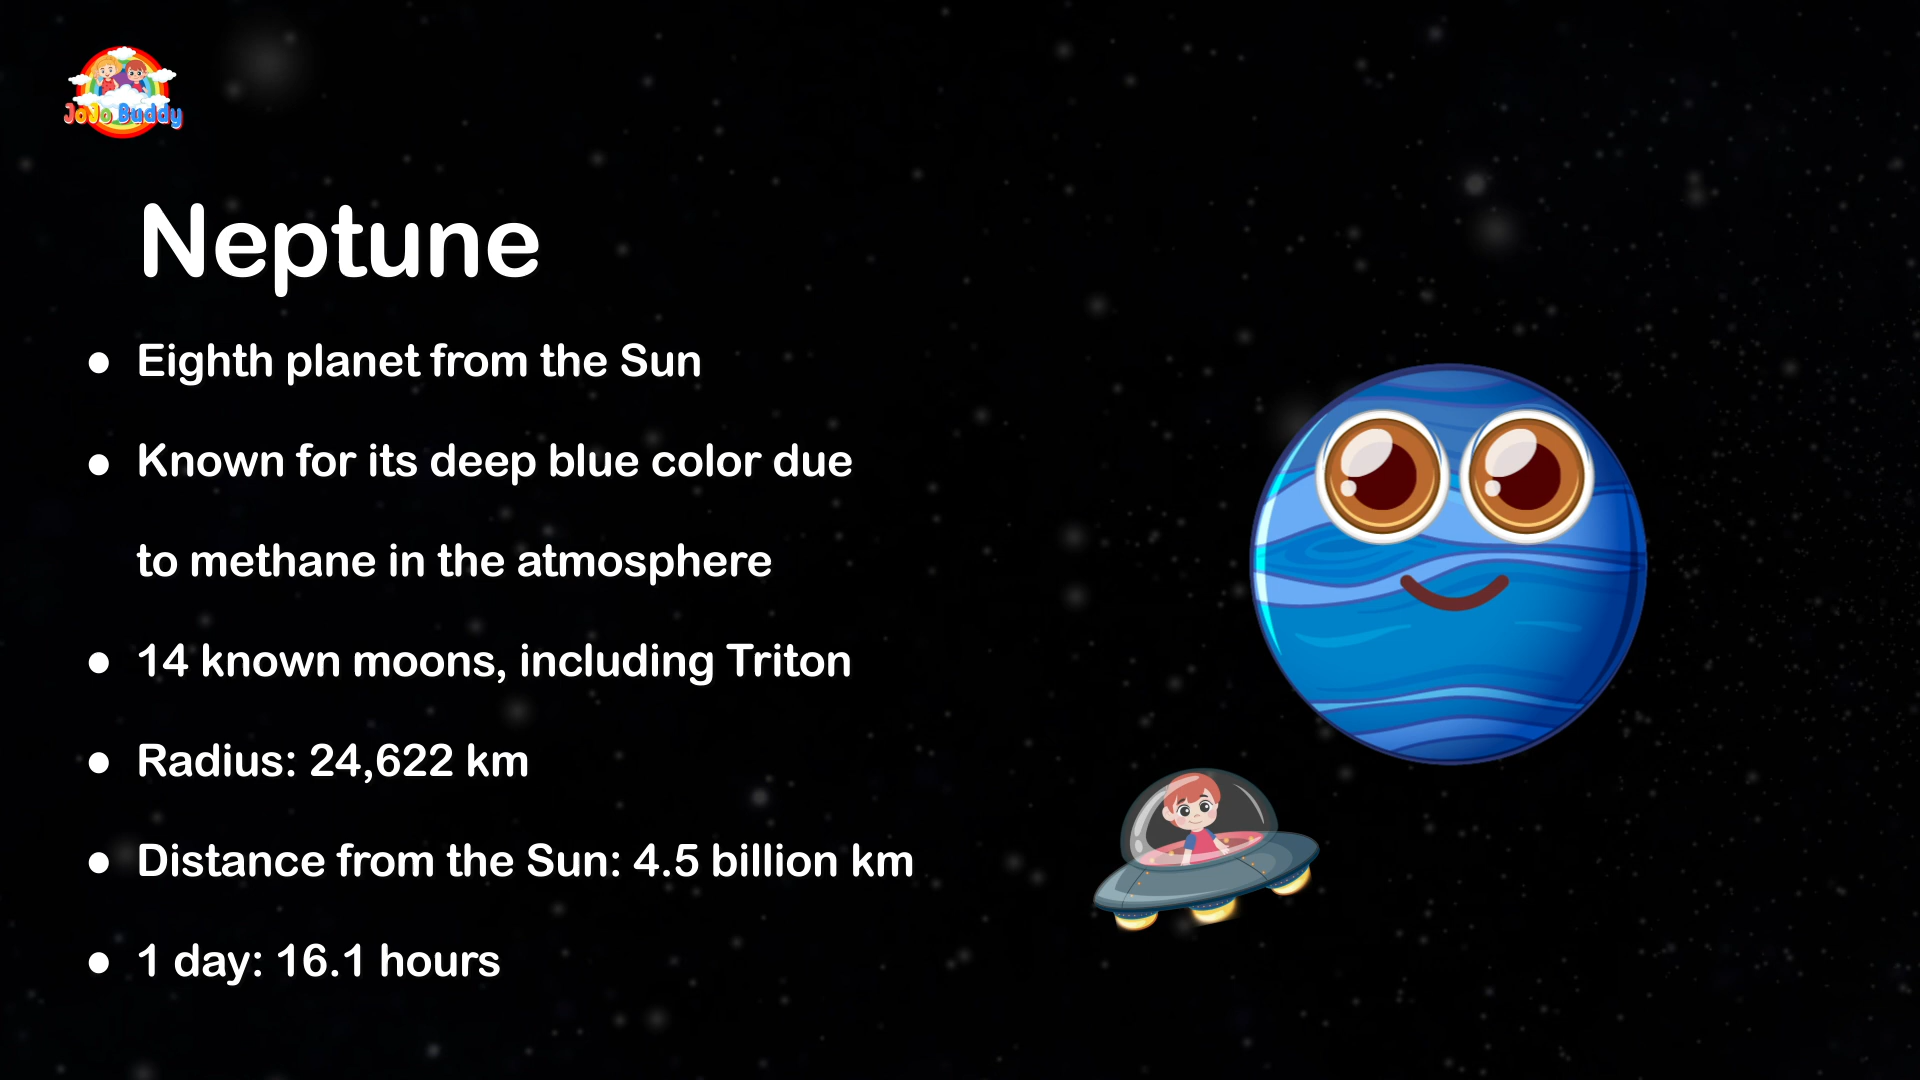 JoJo Buddy
Neptune
● Eighth planet from the Sun
● Known for its deep blue color due
to methane in the atmosphere
● 14 known moons, including Triton
● Radius: 24,622 km
● Distance from the Sun: 4.5 billion km
● 1 day: 16.1 hours